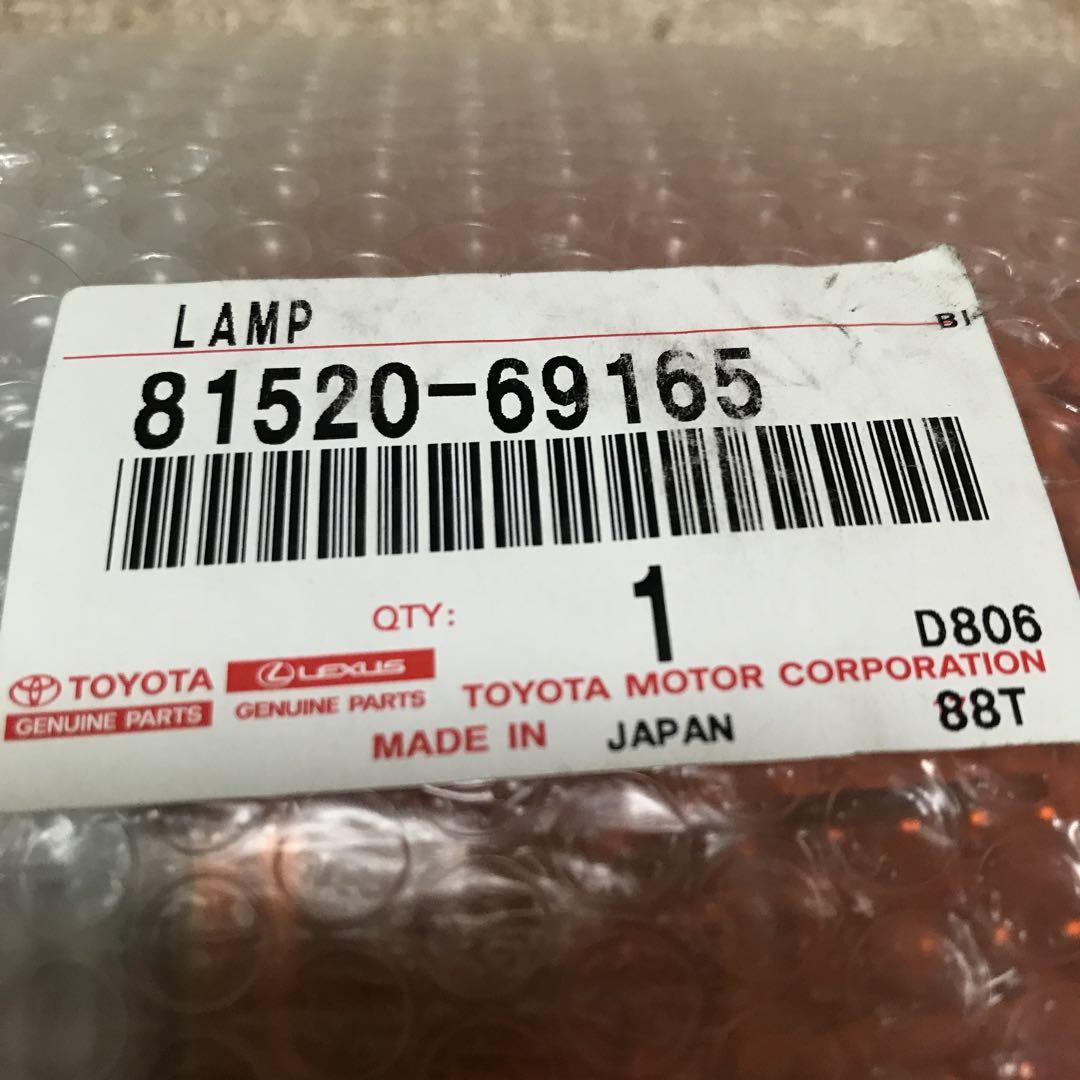 LAMP
BI
81520-69165
QTY: 1 D806
TOYOTA LEXUS TOYOTA MOTOR CORPORATION
GENUINE PARTS GENUINE PARTS 88T
MADE IN JAPAN